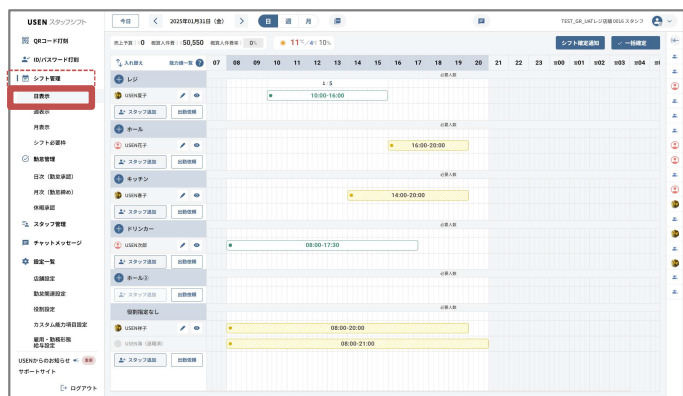 USEN スタッフシフト
今日
2025年01月31日（金）
日
週
月
TEST_GR_UATレジ店舗0016 スタンフ
QRコード打刻
ID/パスワード打刻
シフト管理
日表示
週表示
月表示
シフト必要枠
勤怠管理
日次（勤怠承認）
月次（勤怠締め）
休暇承認
スタッフ管理
チャットメッセージ
設定一覧
店舗設定
勤怠関連設定
役割設定
カスタム能力項目設定
雇用・勤務形態
給与設定
USENからのお知らせ
重要
サポートサイト
ログアウト
売上予算：0 概算人件費：50,550 概算人件費率： 0%
11℃/4℃ 10%
シフト確定通知
一括確定
入れ替え
能力値一覧
07 08 09 10 11 12 13 14 15 16 17 18 19 20 21 22 23 翌00 翌01 翌02 翌03 翌04
レジ
必要人数
1 : 5
USEN夏子
10:00-16:00
スタッフ追加
出勤依頼
ホール
必要人数
USEN花子
16:00-20:00
スタッフ追加
出勤依頼
キッチン
必要人数
USEN春子
14:00-20:00
スタッフ追加
出勤依頼
ドリンカー
必要人数
USEN次郎
08:00-17:30
スタッフ追加
出勤依頼
ホール②
必要人数
スタッフ追加
出勤依頼
役割指定なし
必要人数
USEN林子
08:00-20:00
USEN湊（退職済）
08:00-21:00
スタッフ追加
出勤依頼